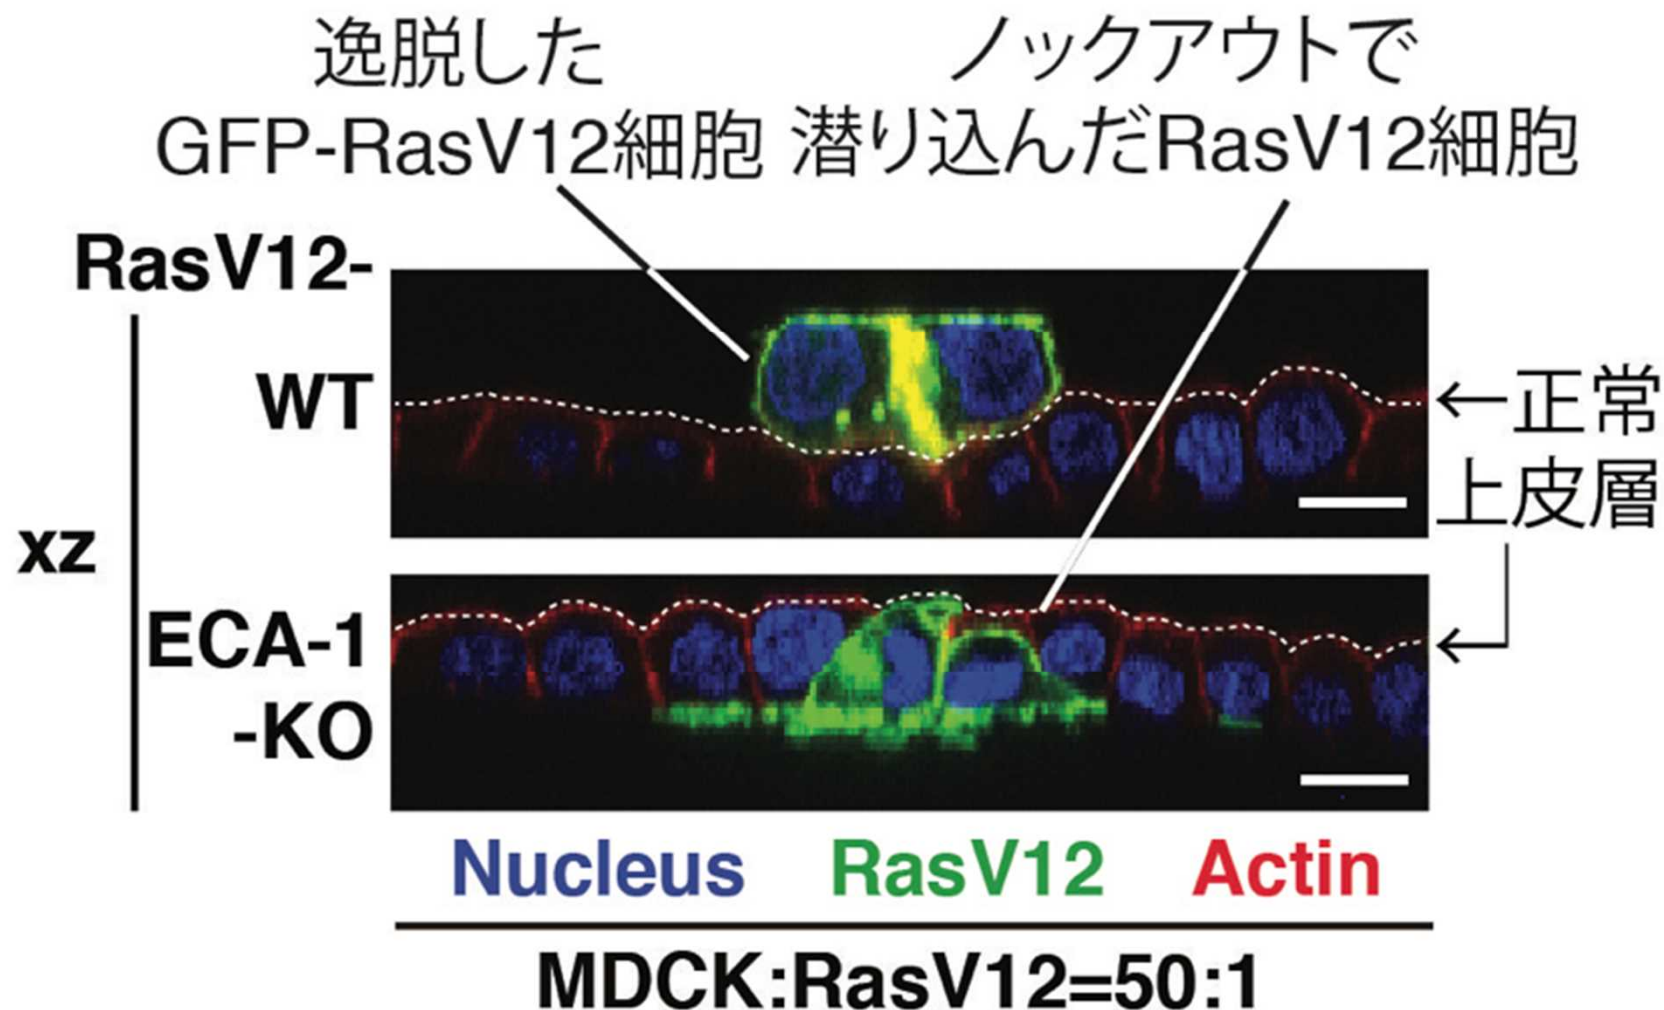 逸脱した
GFP-RasV12細胞
ノックアウトで
潜り込んだRasV12細胞
RasV12-
WT
←正常
上皮層
xz
ECA-1
-KO
Nucleus RasV12 Actin
MDCK:RasV12=50:1